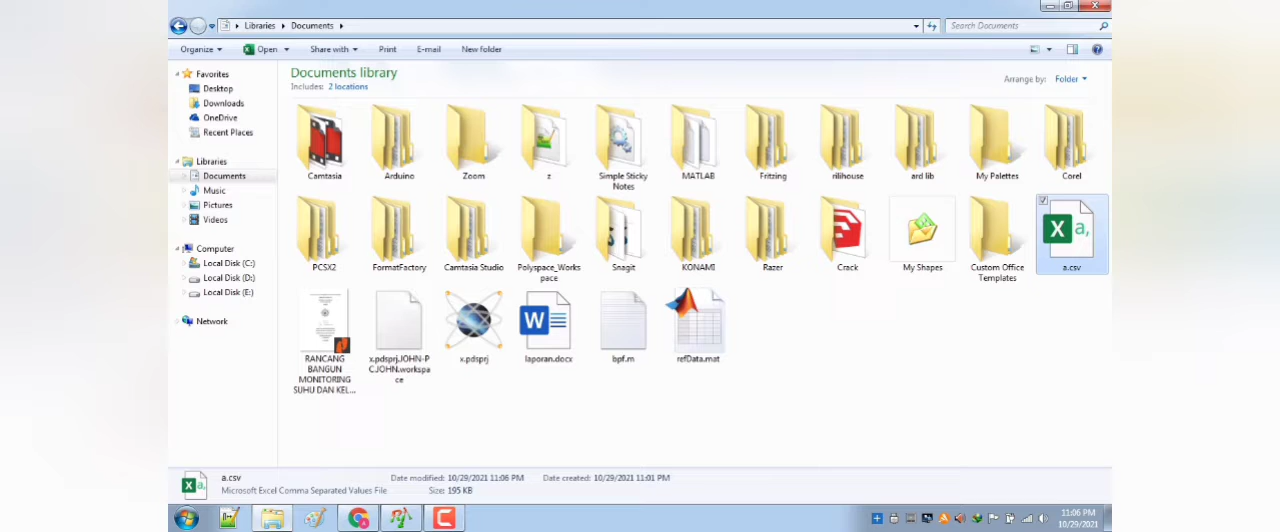 Libraries Documents
Search Documents
Organize Open Share with Print E-mail New folder
Favorites
Desktop
Downloads
OneDrive
Recent Places
Libraries
Documents
Music
Pictures
Videos
Computer
Local Disk (C:)
Local Disk (D:)
Local Disk (E:)
Network
Documents library
Includes: 2 locations
Arrange by: Folder
Camtasia
Arduino
Zoom
z
Simple Sticky
Notes
MATLAB
Fritzing
rilihouse
ard lib
My Palettes
Corel
PCSX2
FormatFactory
Camtasia Studio
Polyspace_Works
pace
Snagit
KONAMI
Razer
Crack
My Shapes
Custom Office
Templates
a.csv
RANCANG
BANGUN
MONITORING
SUHU DAN KEL...
x.pdsprj.JOHN-P
C.JOHN.workspa
ce
x.pdsprj
laporan.docx
bpf.m
refData.mat
a.csv
Date modified: 10/29/2021 11:06 PM Date created: 10/29/2021 11:01 PM
Microsoft Excel Comma Separated Values File Size: 195 KB
11:06 PM
10/29/2021